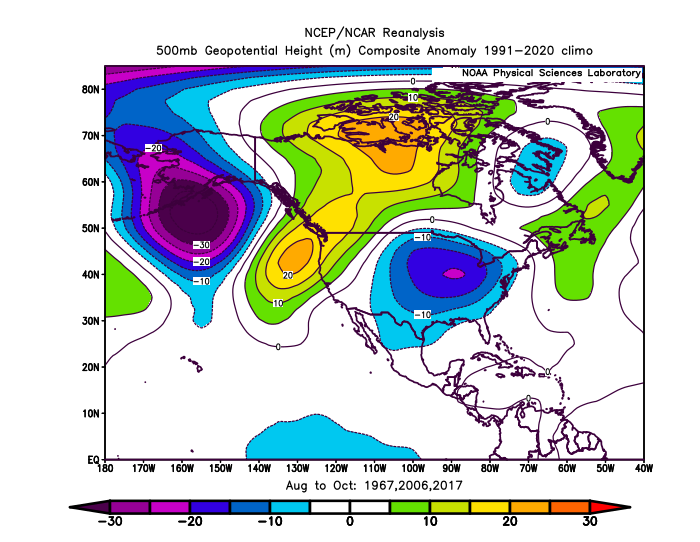 NCEP/NCAR Reanalysis
500mb Geopotential Height (m) Composite Anomaly 1991−2020 climo
NOAA Physical Sciences Laboratory
80N
70N
60N
50N
40N
30N
20N
10N
EQ
0
10
20
0
−20
0
−30
−10
−20
−10
20
10
−10
0
0
0
180 170W 160W 150W 140W 130W 120W 110W 100W 90W 80W 70W 60W 50W 40W
Aug to Oct: 1967,2006,2017
−30 −20 −10 0 10 20 30